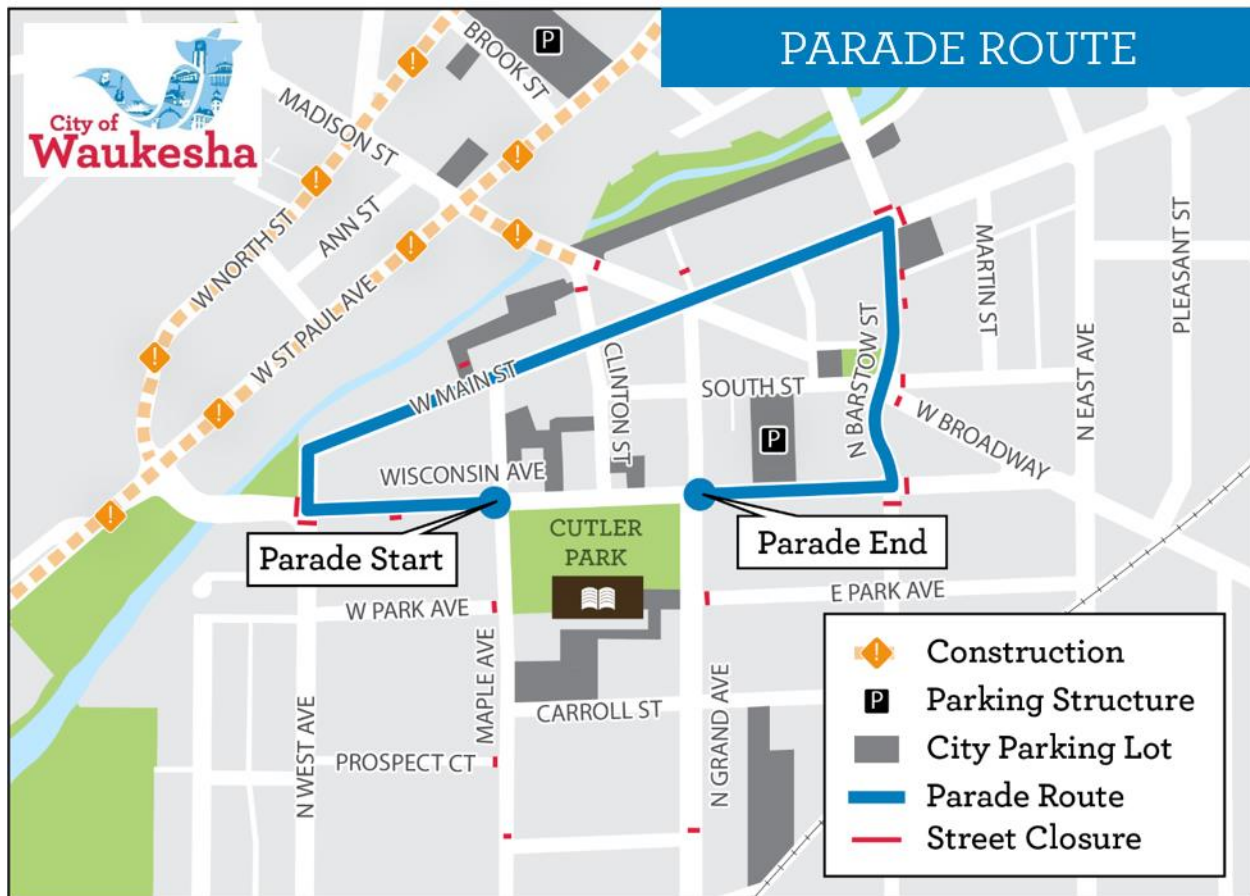 PARADE ROUTE
City of
Waukesha
P
BROOK ST
MADISON ST
ANN ST
W NORTH ST
W ST PAUL AVE
W MAIN ST
CLINTON ST
SOUTH ST
N BARSTOW ST
MARTIN ST
PLEASANT ST
N EAST AVE
W BROADWAY
P
WISCONSIN AVE
Parade Start
CUTLER
PARK
Parade End
W PARK AVE
E PARK AVE
MAPLE AVE
CARROLL ST
N GRAND AVE
N WEST AVE
PROSPECT CT
! Construction
P Parking Structure
City Parking Lot
Parade Route
Street Closure